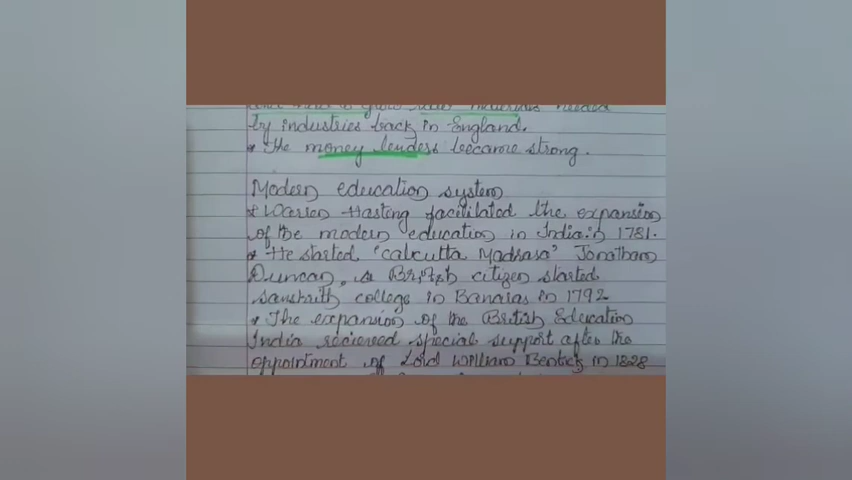 by industries back in England.
* The money lenders became strong.
Modern education system
* Warren Hasting facilitated the expansion
of the modern education in India in 1781.
* He started 'calcutta Madrasa' Jonathan
Duncan, a British citizen started
sanskrith college in Banaras in 1792
* The expansion of the British Education
India recieved special support after the
appointment of Lord William Bentick in 1828